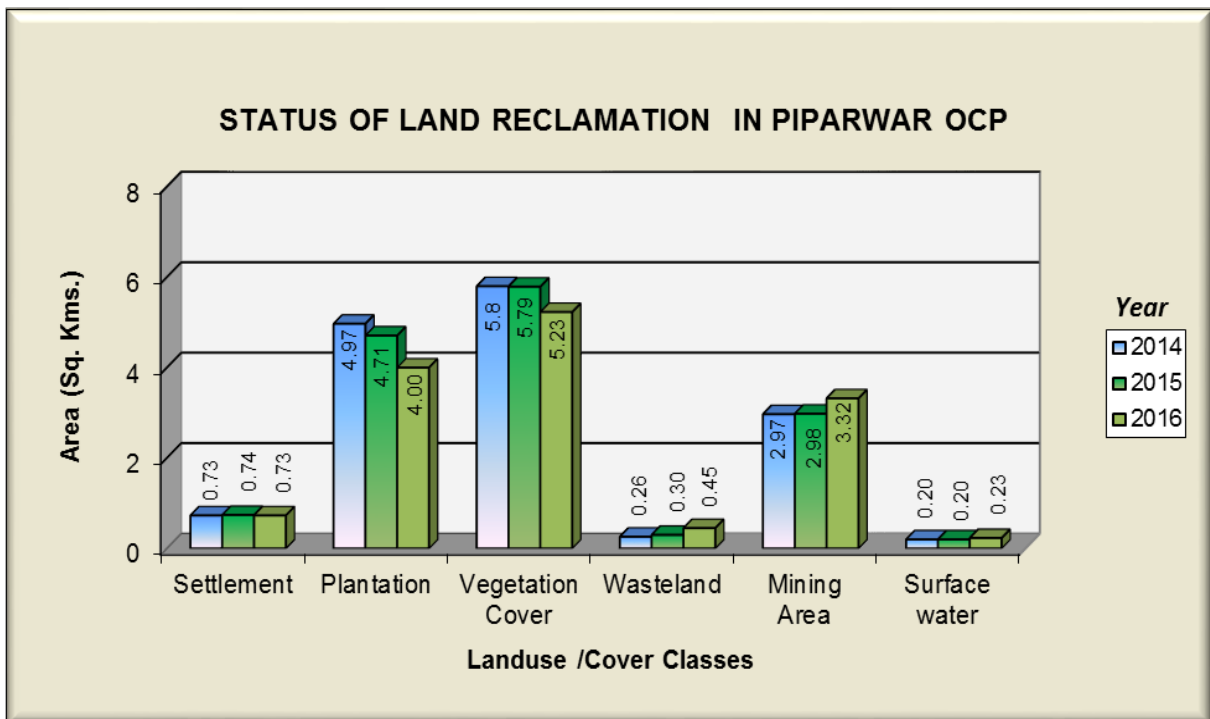 STATUS OF LAND RECLAMATION IN PIPARWAR OCP
Area (Sq. Kms.)
8
6
4
2
0
0.73
0.74
0.73
4.97
4.71
4.00
5.8
5.79
5.23
0.26
0.30
0.45
2.97
2.98
3.32
0.20
0.20
0.23
Settlement
Plantation
Vegetation
Cover
Wasteland
Mining
Area
Surface
water
Landuse /Cover Classes
Year
2014
2015
2016